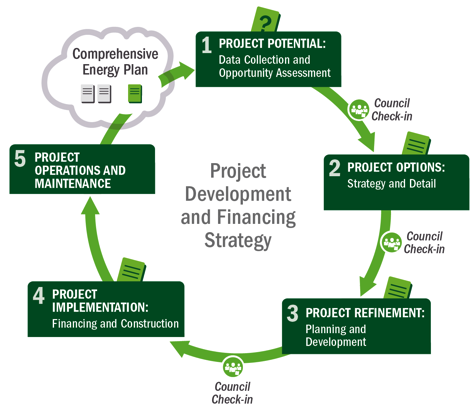 Comprehensive
Energy Plan
?
1 PROJECT POTENTIAL:
Data Collection and
Opportunity Assessment
Council
Check-in
2 PROJECT OPTIONS:
Strategy and Detail
Council
Check-in
3 PROJECT REFINEMENT:
Planning and
Development
Council
Check-in
4 PROJECT
IMPLEMENTATION:
Financing and Construction
5 PROJECT
OPERATIONS AND
MAINTENANCE
Project
Development
and Financing
Strategy